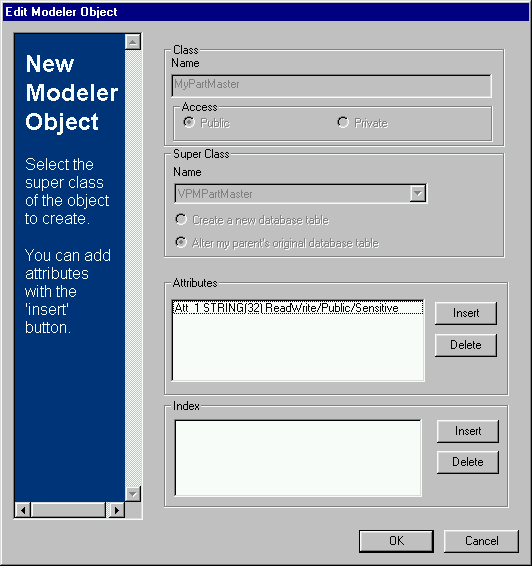 Edit Modeler Object
New
Modeler
Object
Select the
super class
of the object
to create.
You can add
attributes
with the
'insert'
button.
Class
Name
MyPartMaster
Access
Public
Private
Super Class
Name
VPMPartMaster
Create a new database table
Alter my parent's original database table
Attributes
Att_1 STRING(32) ReadWrite/Public/Sensitive
Insert
Delete
Index
Insert
Delete
OK
Cancel